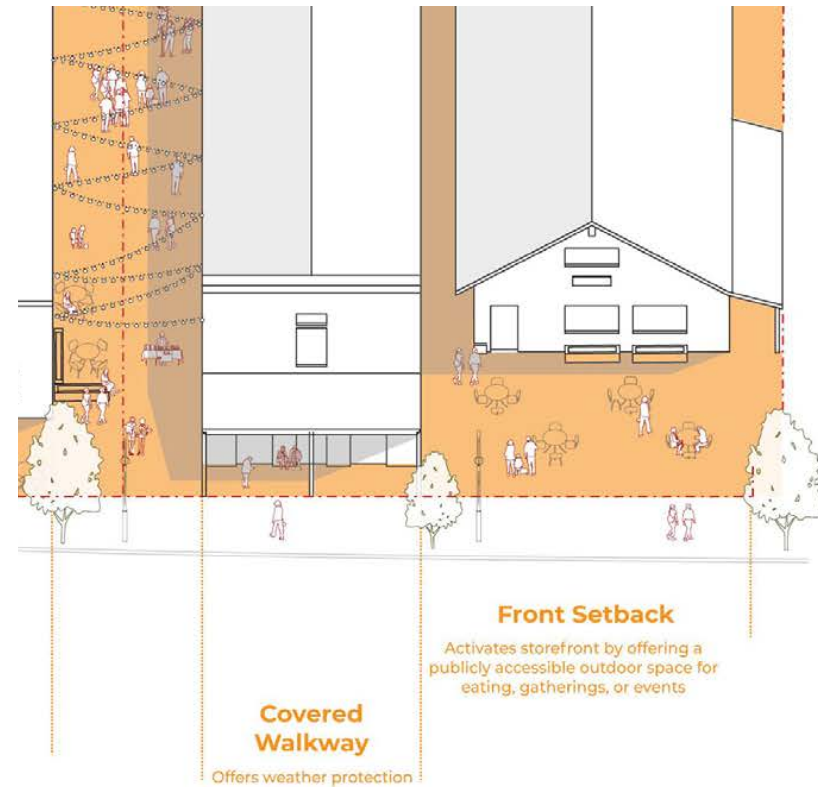 Front Setback
Activates storefront by offering a
publicly accessible outdoor space for
eating, gatherings, or events
Covered
Walkway
Offers weather protection